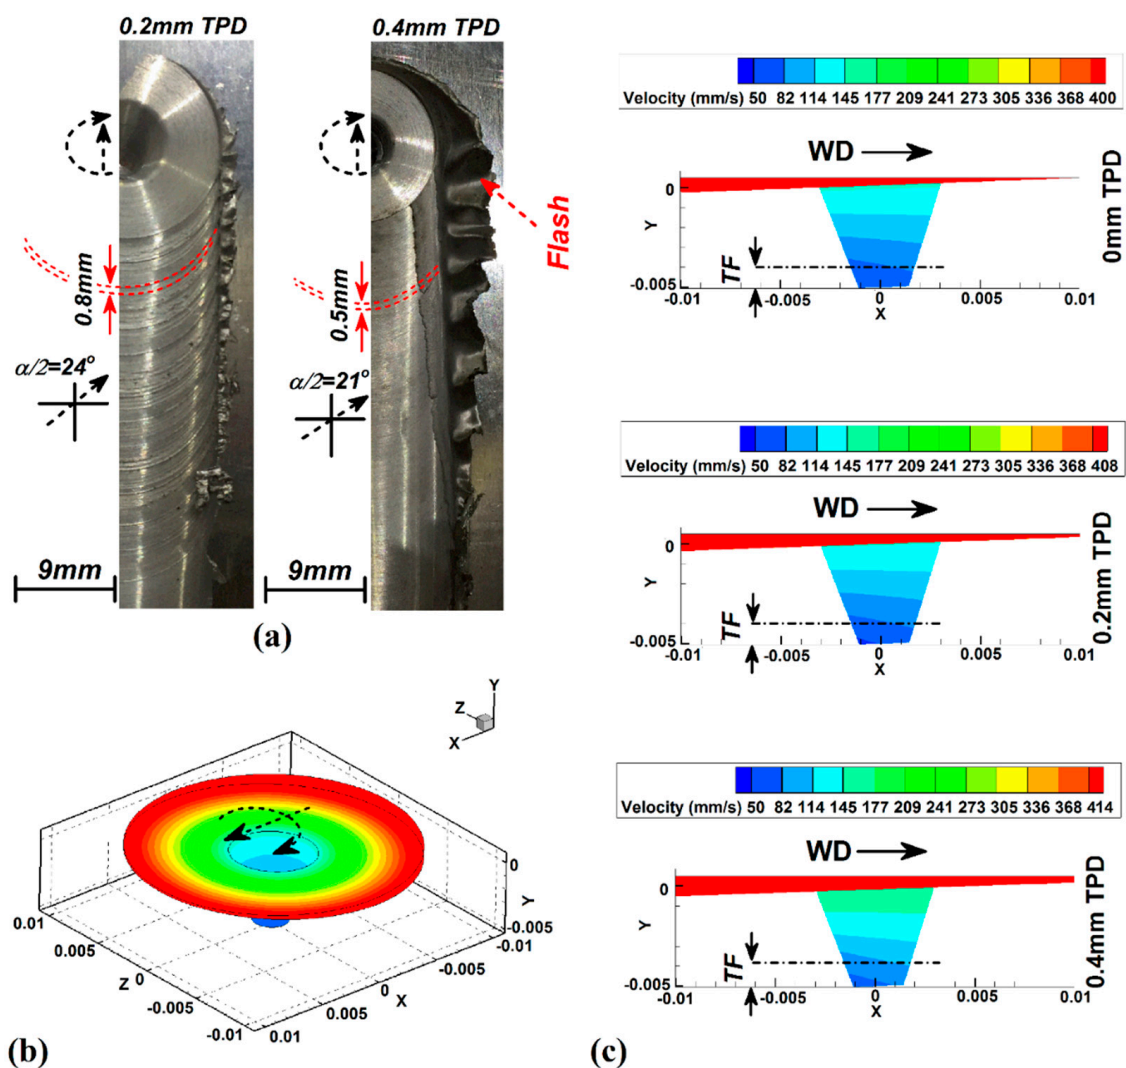 0.2mm TPD
0.4mm TPD
Flash
0.8mm
0.5mm
α/2=24°
α/2=21°
9mm
9mm
(a)
Y
Z
X
0
Y
-0.005
0.01
0.005
Z 0
-0.005
-0.01
-0.01
-0.005
X
0
0.005
0.01
(b)
Velocity (mm/s) 50 82 114 145 177 209 241 273 305 336 368 400
WD
0
Y
TF
-0.005
-0.01 -0.005 0 0.005 0.01
X
0mm TPD
Velocity (mm/s) 50 82 114 145 177 209 241 273 305 336 368 408
WD
0
Y
TF
-0.005
-0.01 -0.005 0 0.005 0.01
X
0.2mm TPD
Velocity (mm/s) 50 82 114 145 177 209 241 273 305 336 368 414
WD
0
Y
TF
-0.005
-0.01 -0.005 0 0.005 0.01
X
0.4mm TPD
(c)